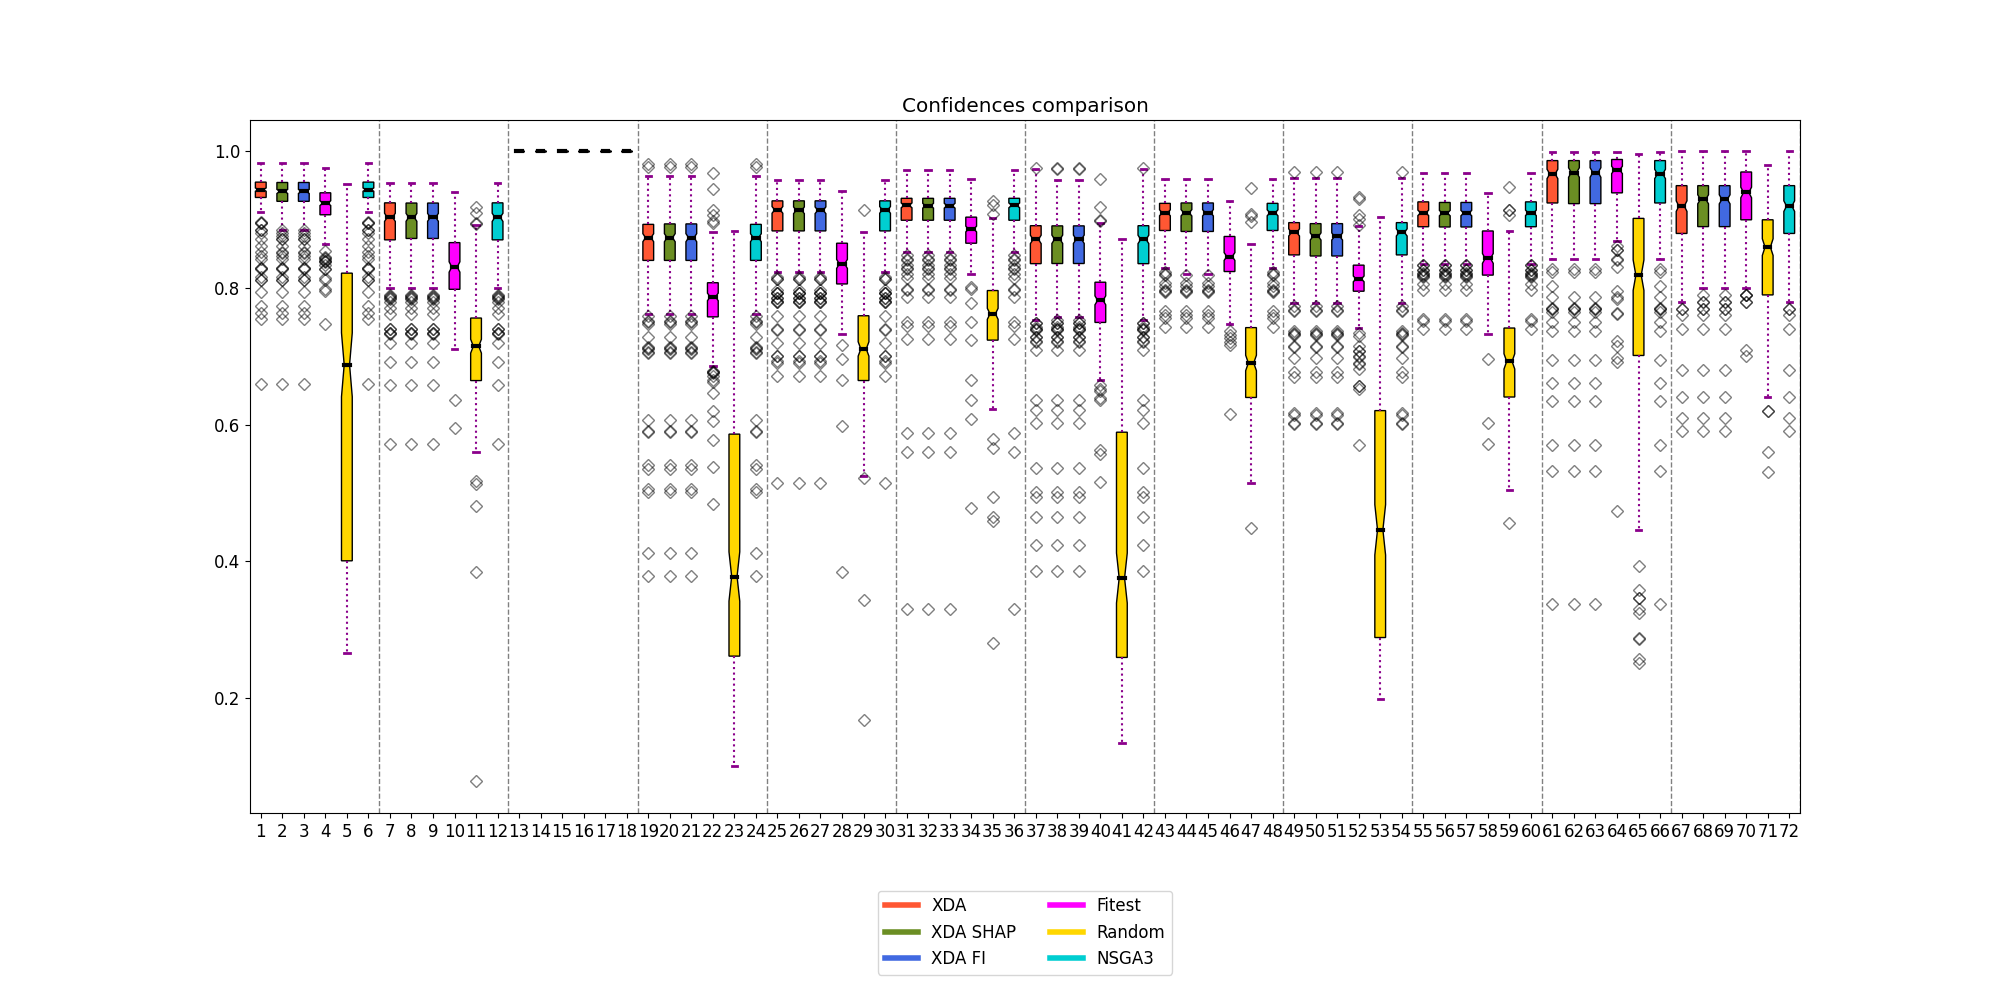 Confidences comparison
1.0
0.8
0.6
0.4
0.2
1 2 3 4 5 6 7 8 9 10 11 12 13 14 15 16 17 18 19 20 21 22 23 24 25 26 27 28 29 30 31 32 33 34 35 36 37 38 39 40 41 42 43 44 45 46 47 48 49 50 51 52 53 54 55 56 57 58 59 60 61 62 63 64 65 66 67 68 69 70 71 72
XDA Fitest
XDA SHAP Random
XDA FI NSGA3